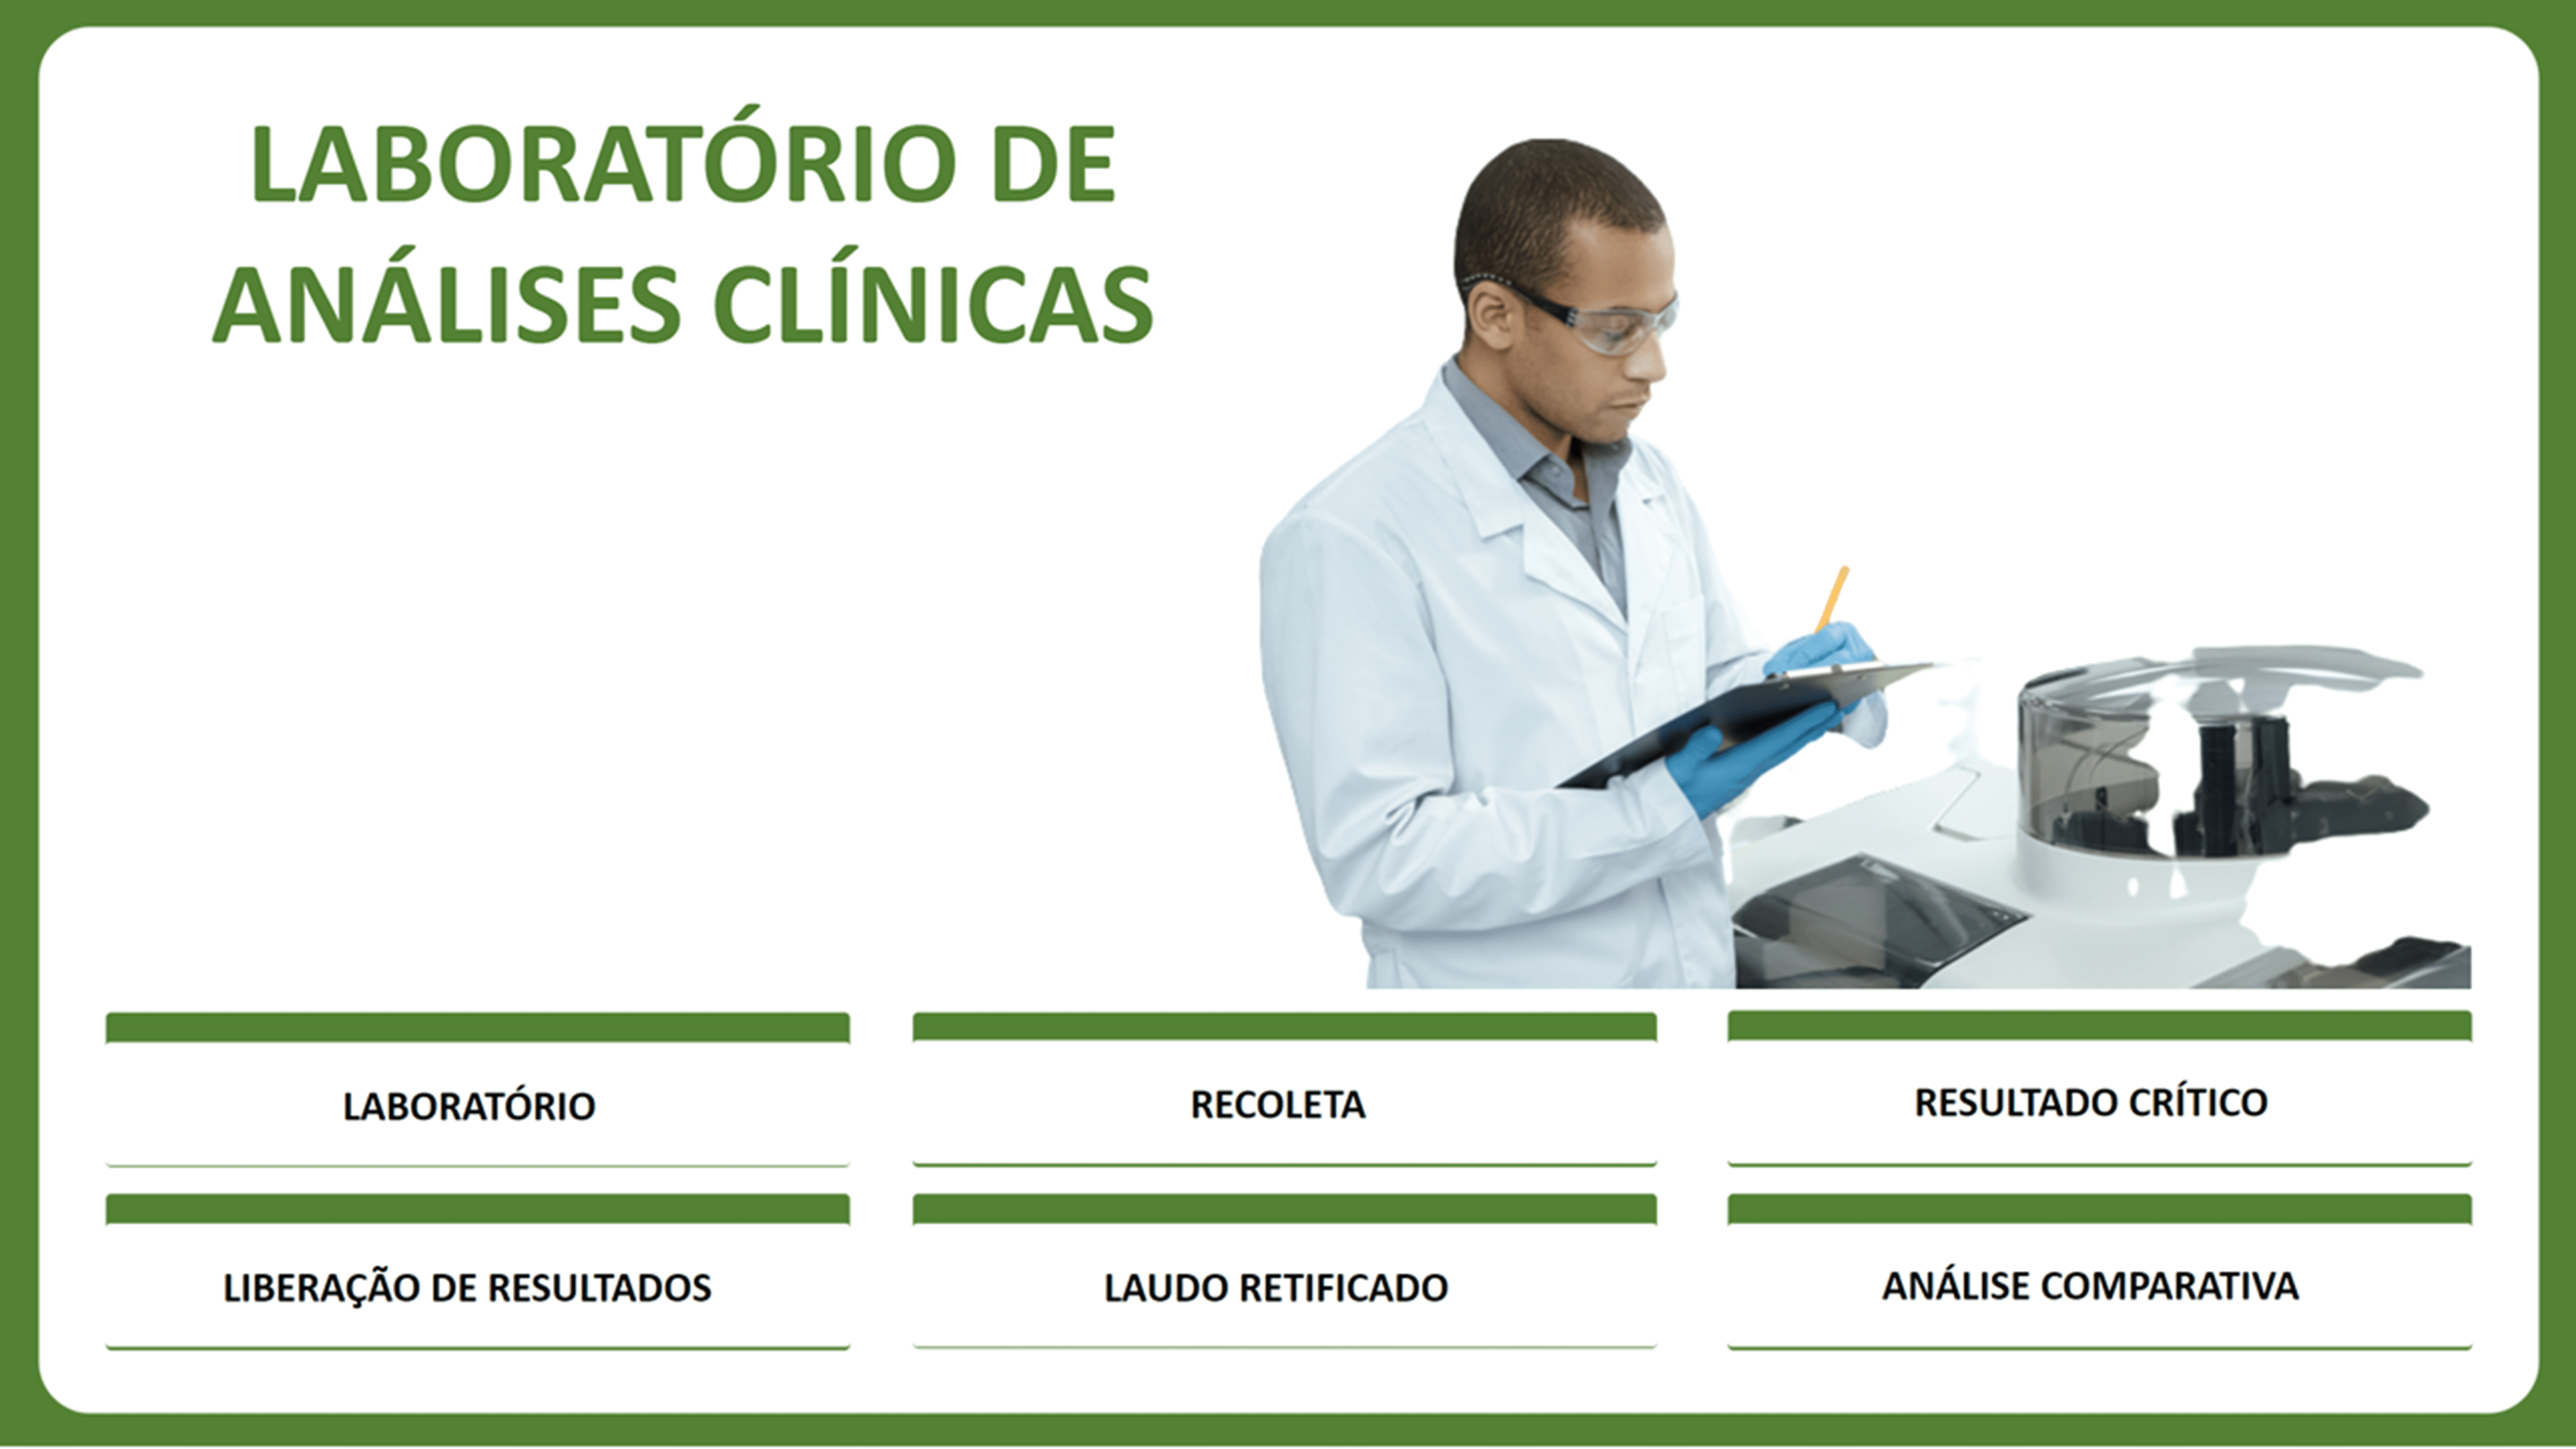 LABORATÓRIO DE
ANÁLISES CLÍNICAS
LABORATÓRIO
RECOLETA
RESULTADO CRÍTICO
LIBERAÇÃO DE RESULTADOS
LAUDO RETIFICADO
ANÁLISE COMPARATIVA